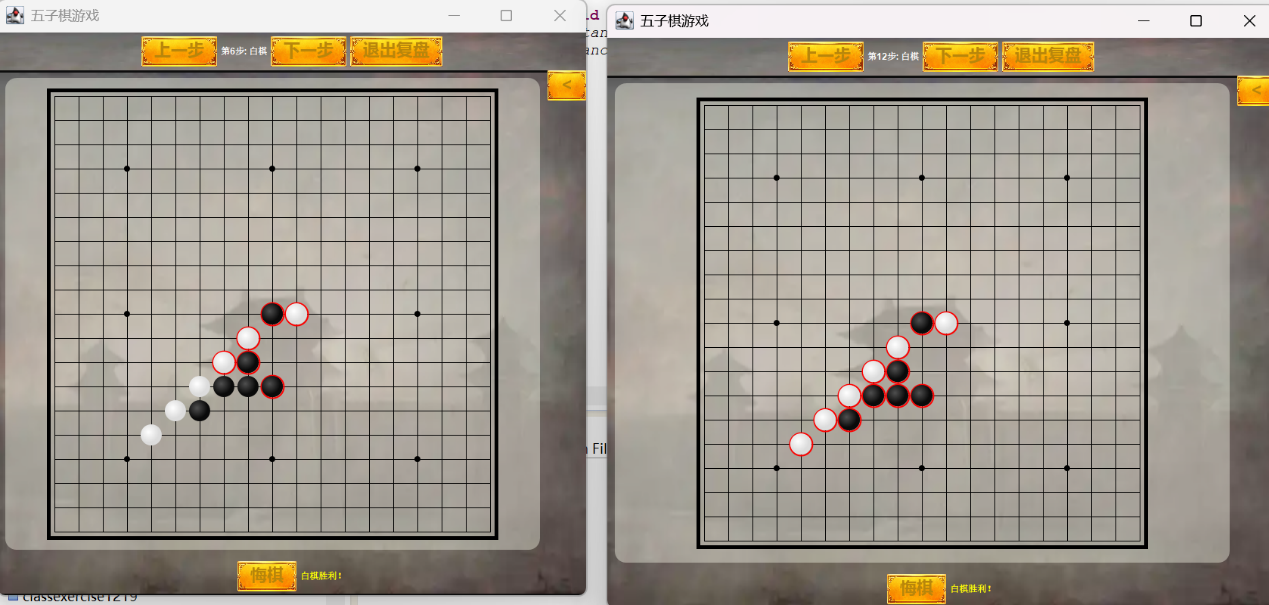 五子棋游戏
上一步 第6步: 白棋 下一步 退出复盘
<
悔棋 白棋胜利!
classexercise1219
五子棋游戏
上一步 第12步: 白棋 下一步 退出复盘
<
悔棋 白棋胜利!